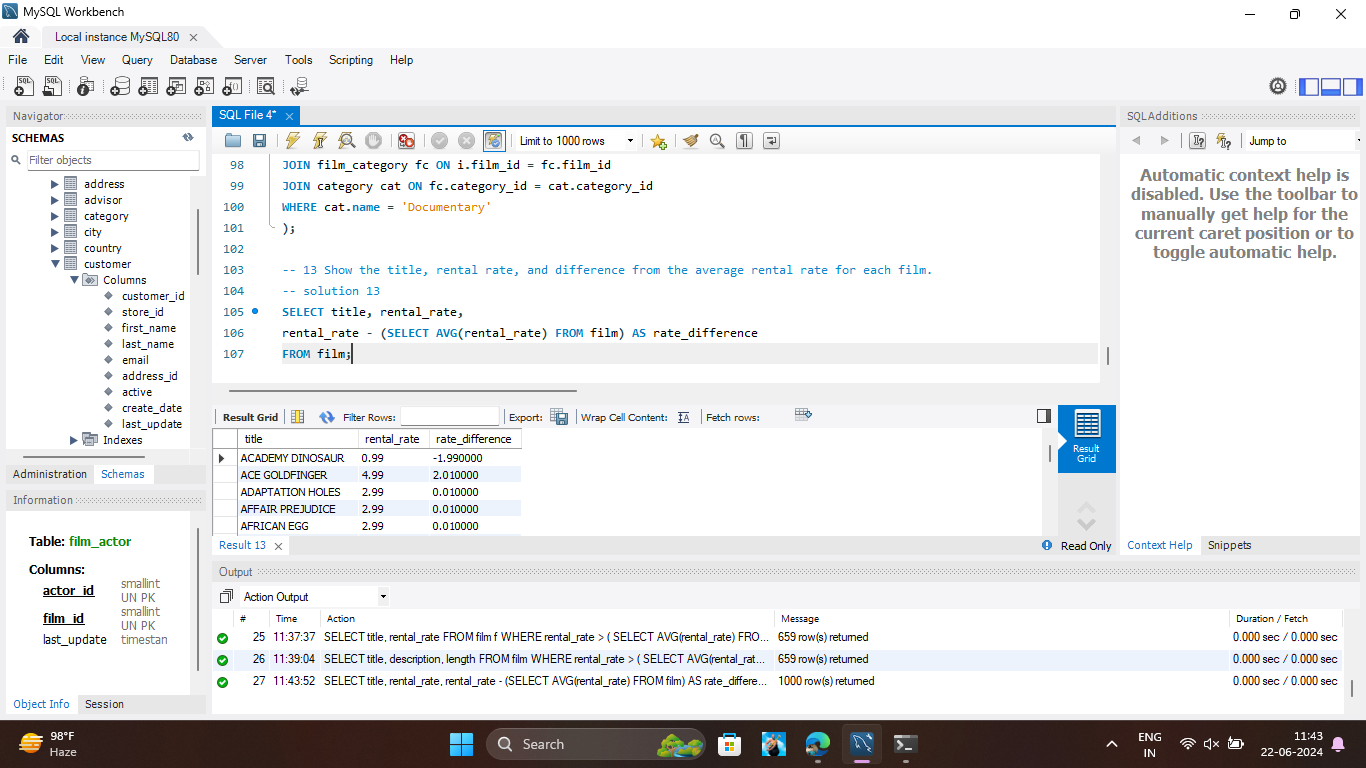 MySQL Workbench
Local instance MySQL80
File Edit View Query Database Server Tools Scripting Help
Navigator
SCHEMAS
Filter objects
address
advisor
category
city
country
customer
Columns
customer_id
store_id
first_name
last_name
email
address_id
active
create_date
last_update
Indexes
Administration Schemas
Information
Table: film_actor
Columns:
actor_id smallint UN PK
film_id smallint UN PK
last_update timestan
Object Info Session
SQL File 4*
Limit to 1000 rows
98 JOIN film_category fc ON i.film_id = fc.film_id
99 JOIN category cat ON fc.category_id = cat.category_id
100 WHERE cat.name = 'Documentary'
101 );
102
103 -- 13 Show the title, rental rate, and difference from the average rental rate for each film.
104 -- solution 13
105 SELECT title, rental_rate,
106 rental_rate - (SELECT AVG(rental_rate) FROM film) AS rate_difference
107 FROM film;
Result Grid Filter Rows: Export: Wrap Cell Content: Fetch rows:
title rental_rate rate_difference
ACADEMY DINOSAUR 0.99 -1.990000
ACE GOLDFINGER 4.99 2.010000
ADAPTATION HOLES 2.99 0.010000
AFFAIR PREJUDICE 2.99 0.010000
AFRICAN EGG 2.99 0.010000
Result Grid
Result 13
Read Only
Output
Action Output
# Time Action Message Duration / Fetch
25 11:37:37 SELECT title, rental_rate FROM film f WHERE rental_rate > ( SELECT AVG(rental_rate) FRO... 659 row(s) returned 0.000 sec / 0.000 sec
26 11:39:04 SELECT title, description, length FROM film WHERE rental_rate > ( SELECT AVG(rental_rat... 659 row(s) returned 0.000 sec / 0.000 sec
27 11:43:52 SELECT title, rental_rate, rental_rate - (SELECT AVG(rental_rate) FROM film) AS rate_differe... 1000 row(s) returned 0.000 sec / 0.000 sec
SQLAdditions
Jump to
Automatic context help is
disabled. Use the toolbar to
manually get help for the
current caret position or to
toggle automatic help.
Context Help Snippets
98°F
Haze
Search
ENG
IN
11:43
22-06-2024